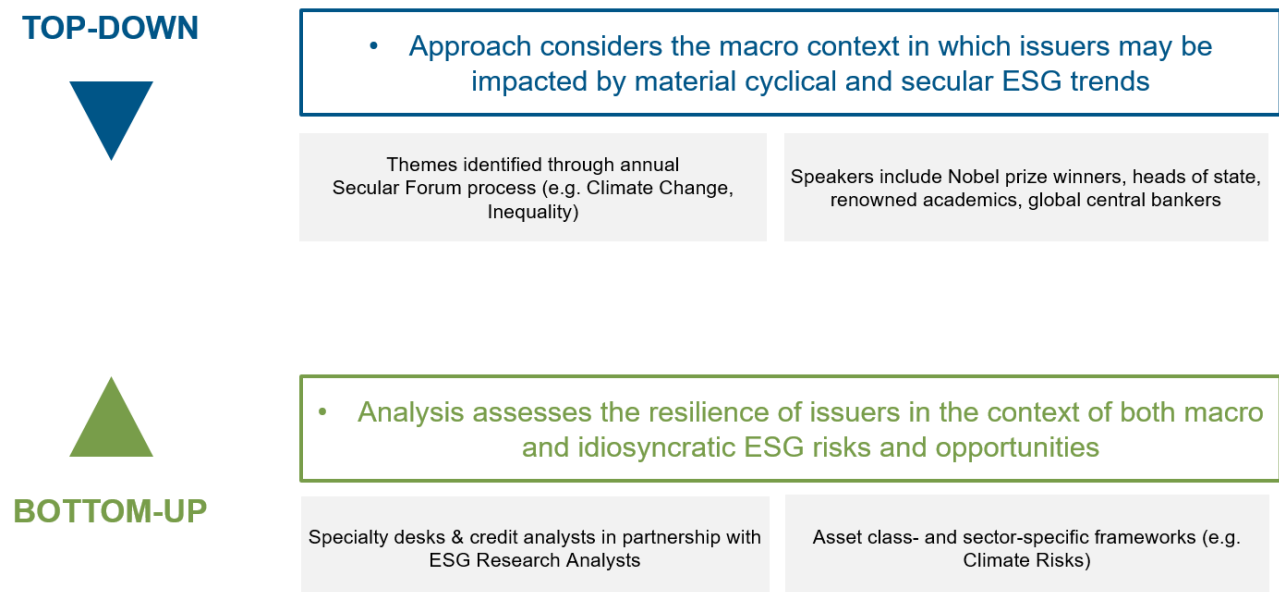 TOP-DOWN
• Approach considers the macro context in which issuers may be
impacted by material cyclical and secular ESG trends
Themes identified through annual
Secular Forum process (e.g. Climate Change,
Inequality)
Speakers include Nobel prize winners, heads of state,
renowned academics, global central bankers
• Analysis assesses the resilience of issuers in the context of both macro
and idiosyncratic ESG risks and opportunities
BOTTOM-UP
Specialty desks & credit analysts in partnership with
ESG Research Analysts
Asset class- and sector-specific frameworks (e.g.
Climate Risks)